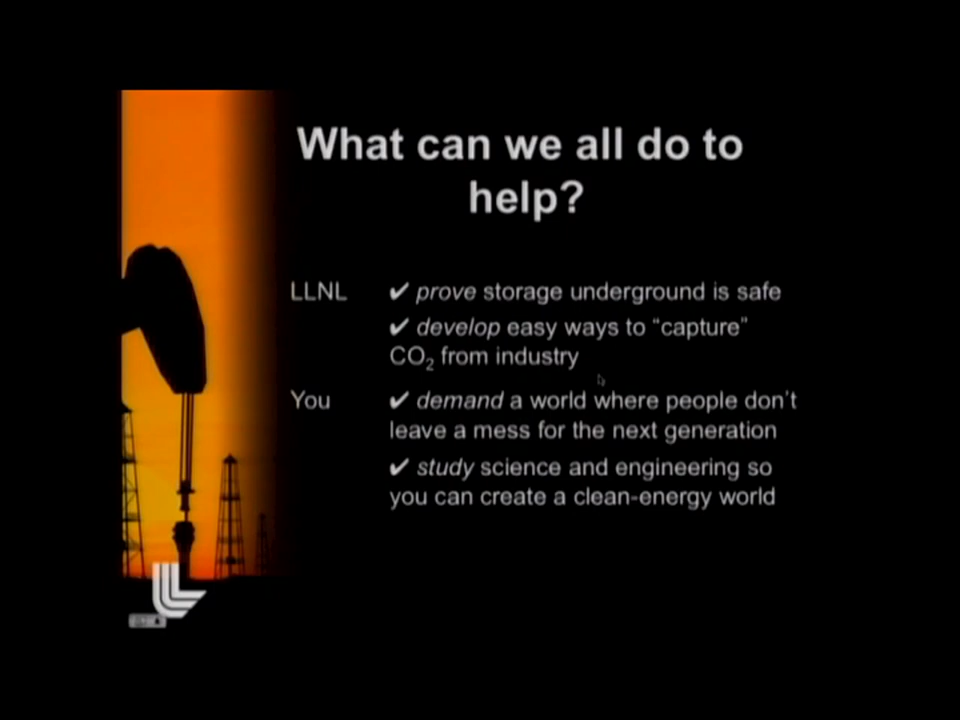 What can we all do to
help?
LLNL ✔ prove storage underground is safe
✔ develop easy ways to “capture”
CO₂ from industry
You ✔ demand a world where people don’t
leave a mess for the next generation
✔ study science and engineering so
you can create a clean-energy world